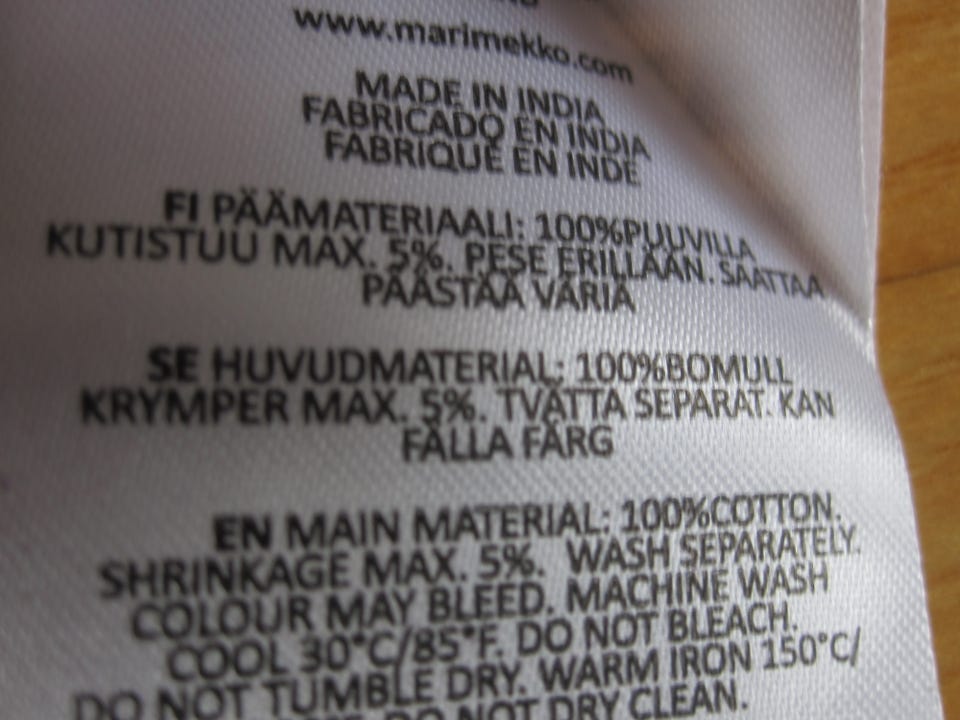 www.marimekko.com
MADE IN INDIA
FABRICADO EN INDIA
FABRIQUÉ EN INDE
FI PÄÄMATERIAALI: 100%PUUVILLA
KUTISTUU MAX. 5%. PESE ERILLÄÄN. SAATTAA
PÄÄSTÄÄ VÄRIÄ
SE HUVUDMATERIAL: 100%BOMULL
KRYMPER MAX. 5%. TVÄTTA SEPARAT. KAN
FÄLLA FÄRG
EN MAIN MATERIAL: 100%COTTON.
SHRINKAGE MAX. 5%. WASH SEPARATELY.
COLOUR MAY BLEED. MACHINE WASH
COOL 30°C/85°F. DO NOT BLEACH.
DO NOT TUMBLE DRY. WARM IRON 150°C/
DO NOT DRY CLEAN.